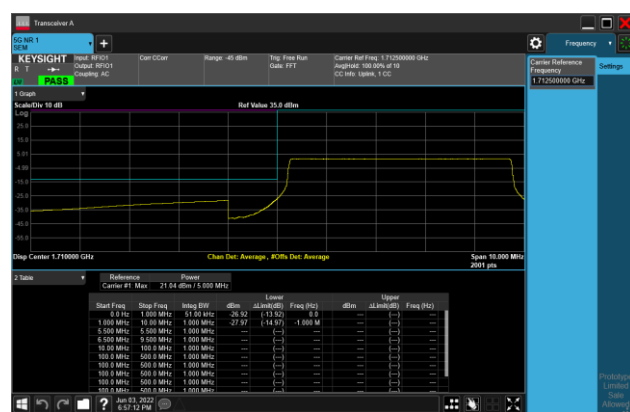 Transceiver A
5G NR 1
SEM
Frequency
KEYSIGHT
R T
PASS
Input: RFIO1
Output: RFIO1
Coupling: AC
Corr CCorr
Range: -45 dBm
Trig: Free Run
Gate: FFT
Carrier Ref Freq: 1.712500000 GHz
Avg|Hold: 100.00% of 10
CC Info: Uplink, 1 CC
Carrier Reference
Frequency
1.712500000 GHz
Settings
1 Graph
Scale/Div 10 dB
Ref Value 35.0 dBm
Log
25.0
15.0
5.01
-4.99
-15.0
-25.0
-35.0
-45.0
-55.0
Disp Center 1.710000 GHz
Chan Det: Average, #Offs Det: Average
Span 10.000 MHz
2001 pts
2 Table
Reference Power
Carrier #1 Max 21.04 dBm / 5.000 MHz
Lower Upper
Start Freq Stop Freq Integ BW dBm ΔLimit(dB) Freq (Hz) dBm ΔLimit(dB) Freq (Hz)
0.0 Hz 1.000 MHz 51.00 kHz -26.92 (-13.92) 0.0 --- (---) ---
1.000 MHz 10.00 MHz 1.000 MHz -27.97 (-14.97) -1.000 M --- (---) ---
5.500 MHz 5.500 MHz 1.000 MHz --- (---) --- --- (---) ---
6.500 MHz 9.500 MHz 1.000 MHz --- (---) --- --- (---) ---
10.00 MHz 100.0 MHz 1.000 MHz --- (---) --- --- (---) ---
100.0 MHz 500.0 MHz 1.000 MHz --- (---) --- --- (---) ---
100.0 MHz 500.0 MHz 1.000 MHz --- (---) --- --- (---) ---
100.0 MHz 500.0 MHz 1.000 MHz --- (---) --- --- (---) ---
100.0 MHz 500.0 MHz 1.000 MHz --- (---) --- --- (---) ---
100.0 MHz 500.0 MHz 1.000 MHz --- (---) --- --- (---) ---
Prototype
Limited
Sale
Allowed
Jun 03, 2022
6:57:12 PM